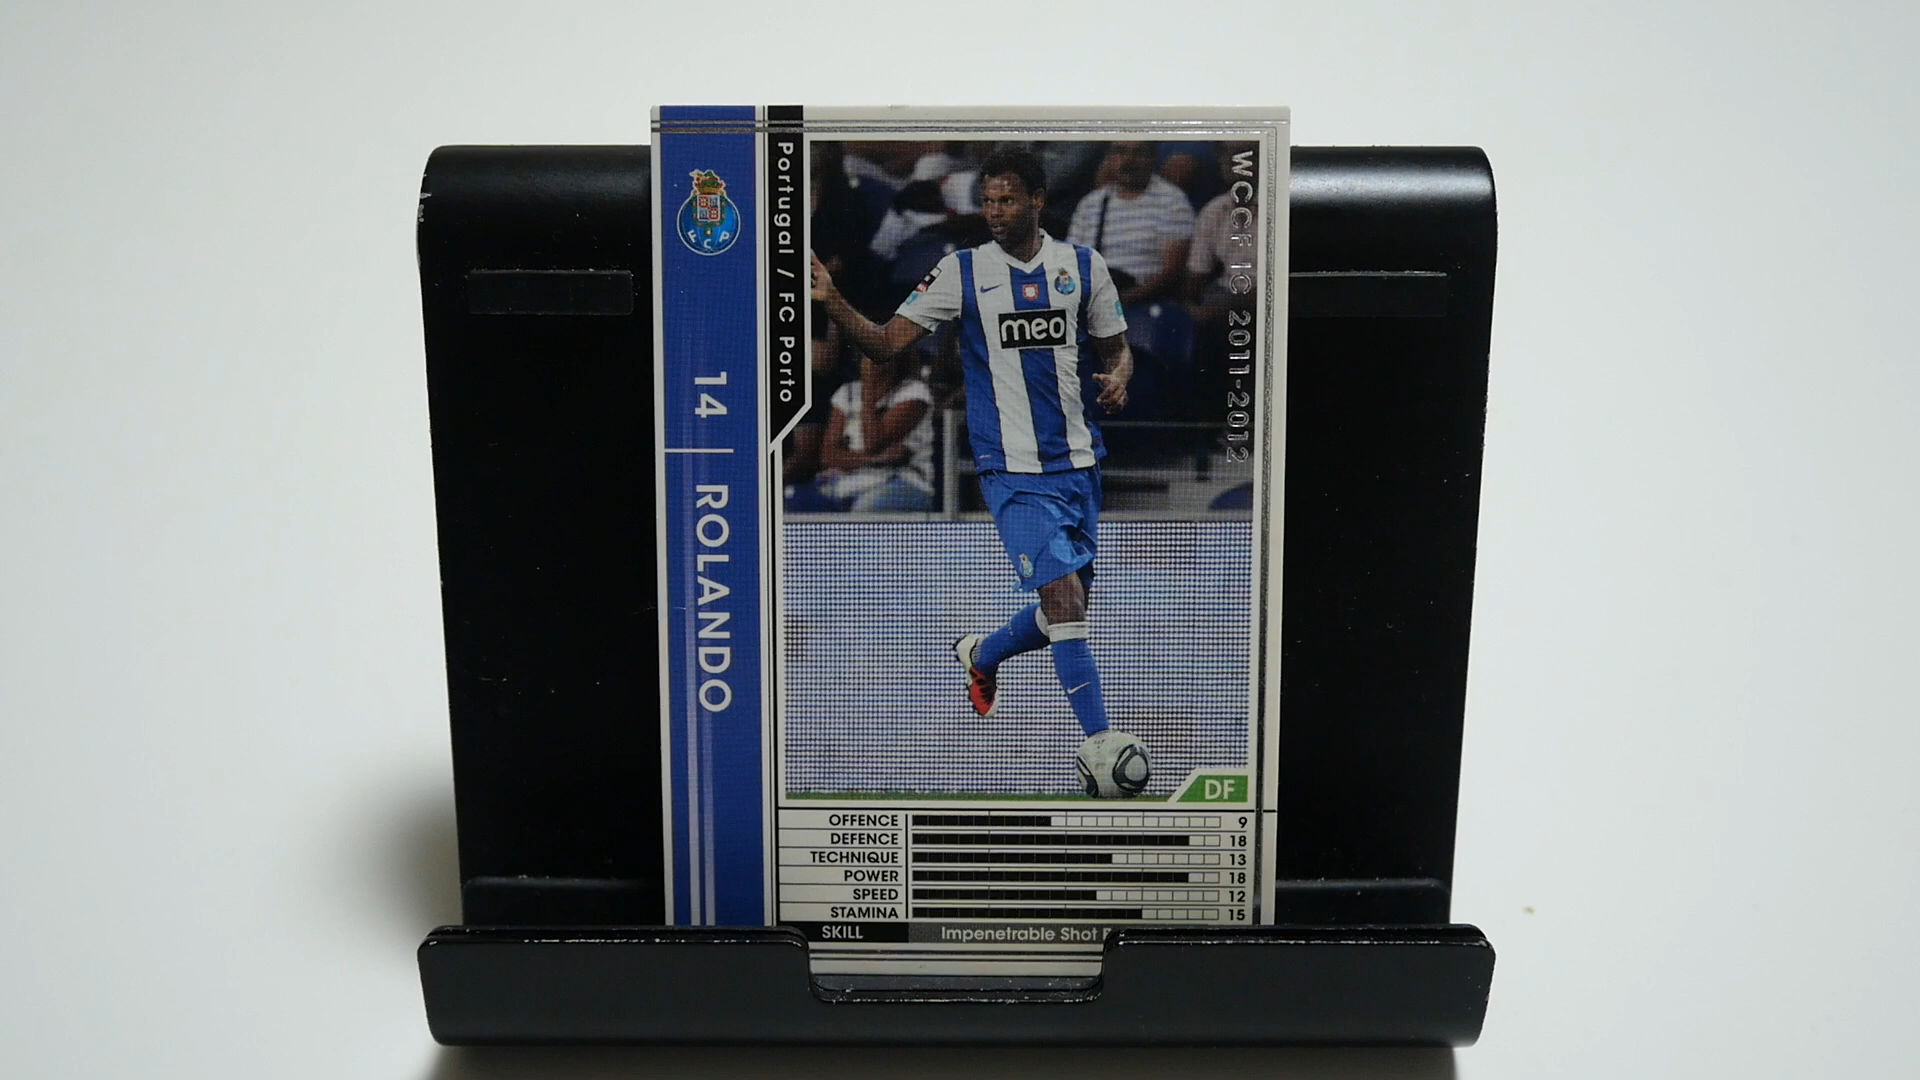 Portugal / FC Porto
WCCF IC 2011-2012
FCP
14 ROLANDO
meo
DF
OFFENCE 9
DEFENCE 18
TECHNIQUE 13
POWER 18
SPEED 12
STAMINA 15
SKILL Impenetrable Shot